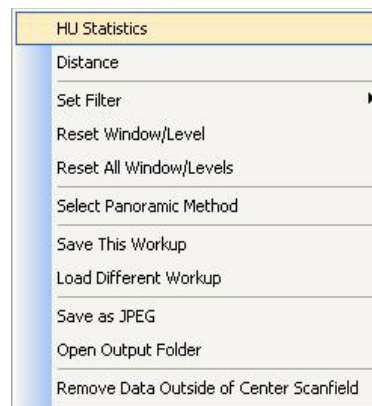 HU Statistics
Distance
Set Filter
Reset Window/Level
Reset All Window/Levels
Select Panoramic Method
Save This Workup
Load Different Workup
Save as JPEG
Open Output Folder
Remove Data Outside of Center Scanfield